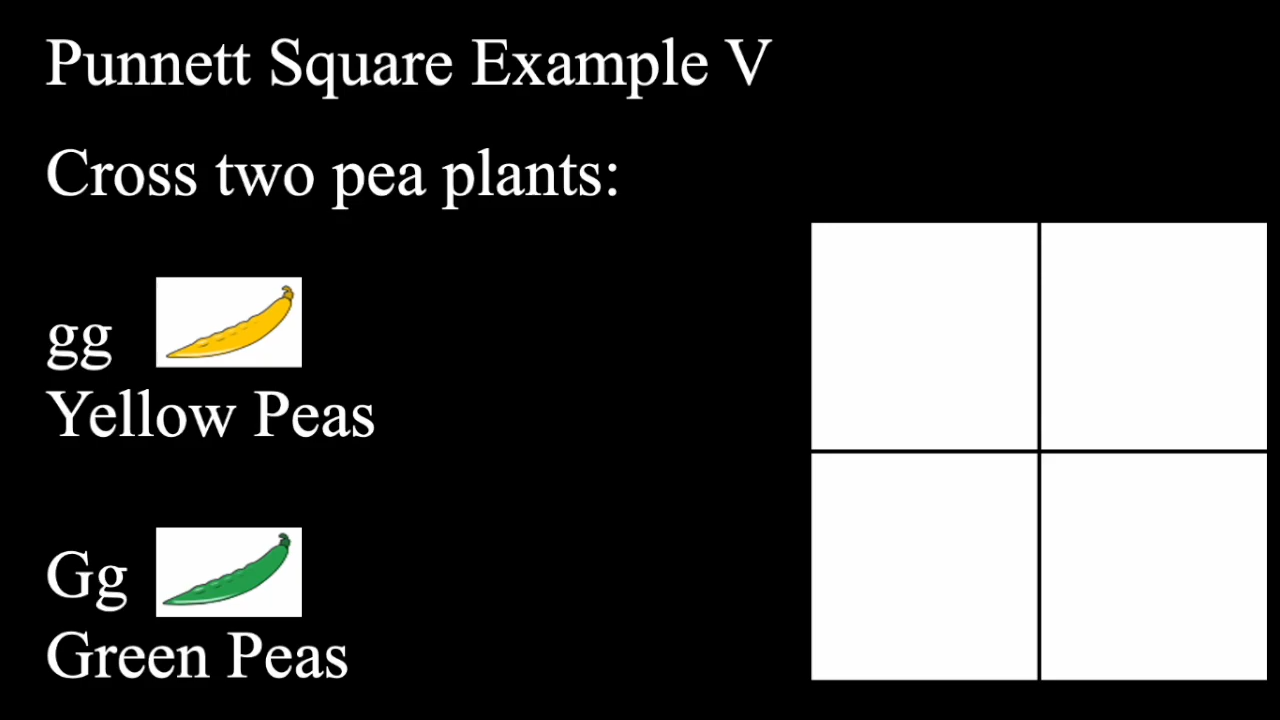 Punnett Square Example V
Cross two pea plants:
gg
Yellow Peas
Gg
Green Peas